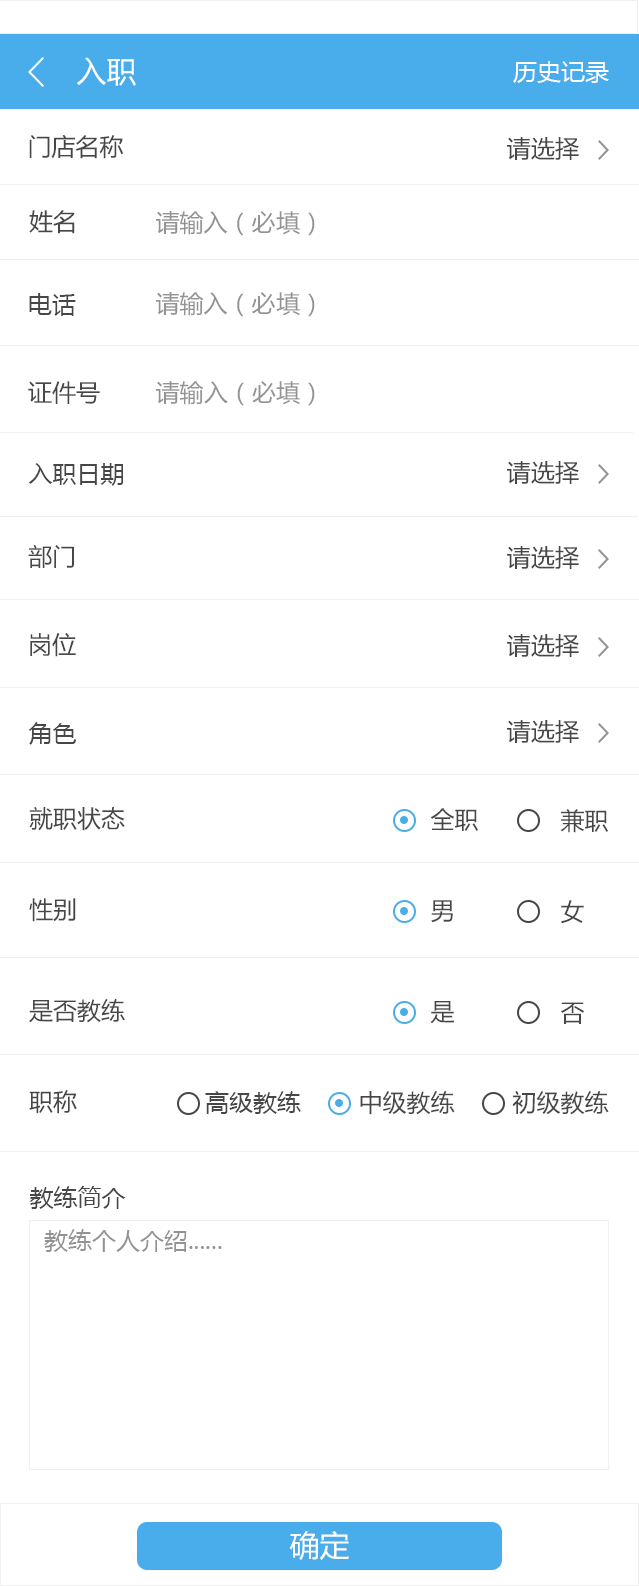 入职 历史记录
门店名称 请选择
姓名 请输入（必填）
电话 请输入（必填）
证件号 请输入（必填）
入职日期 请选择
部门 请选择
岗位 请选择
角色 请选择
就职状态 全职 兼职
性别 男 女
是否教练 是 否
职称 高级教练 中级教练 初级教练
教练简介
教练个人介绍......
确定